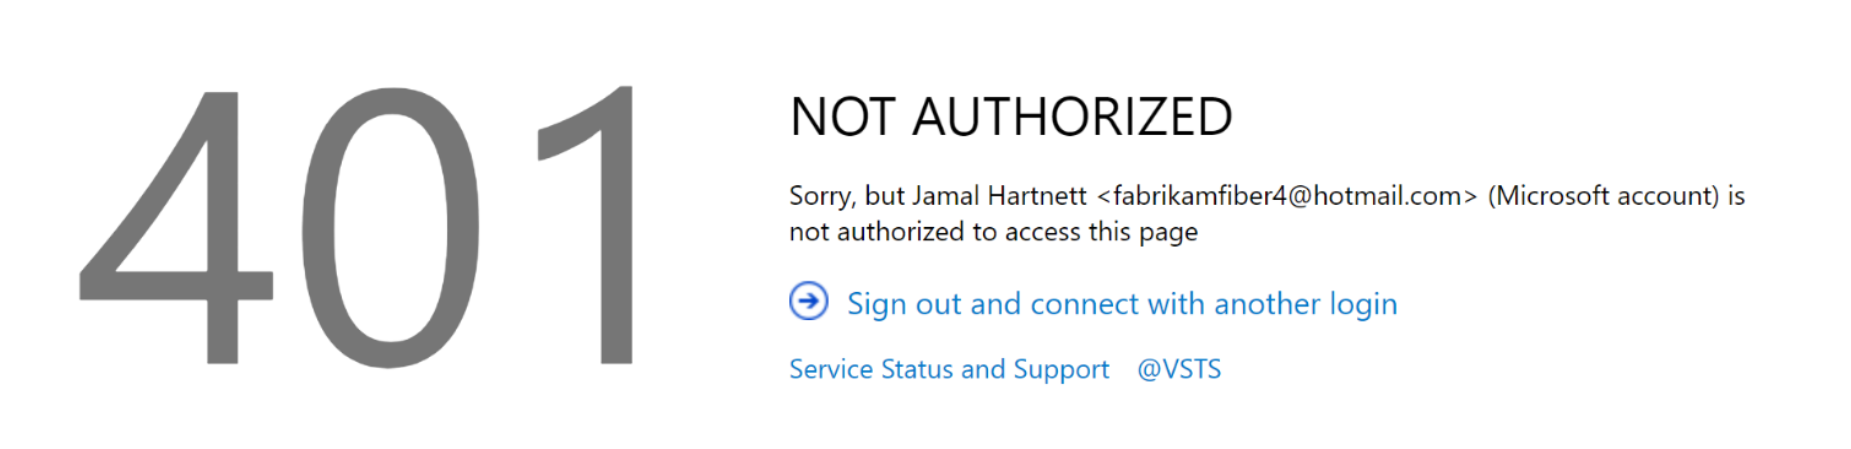 401
NOT AUTHORIZED
Sorry, but Jamal Hartnett <fabrikamfiber4@hotmail.com> (Microsoft account) is
not authorized to access this page
Sign out and connect with another login
Service Status and Support @VSTS